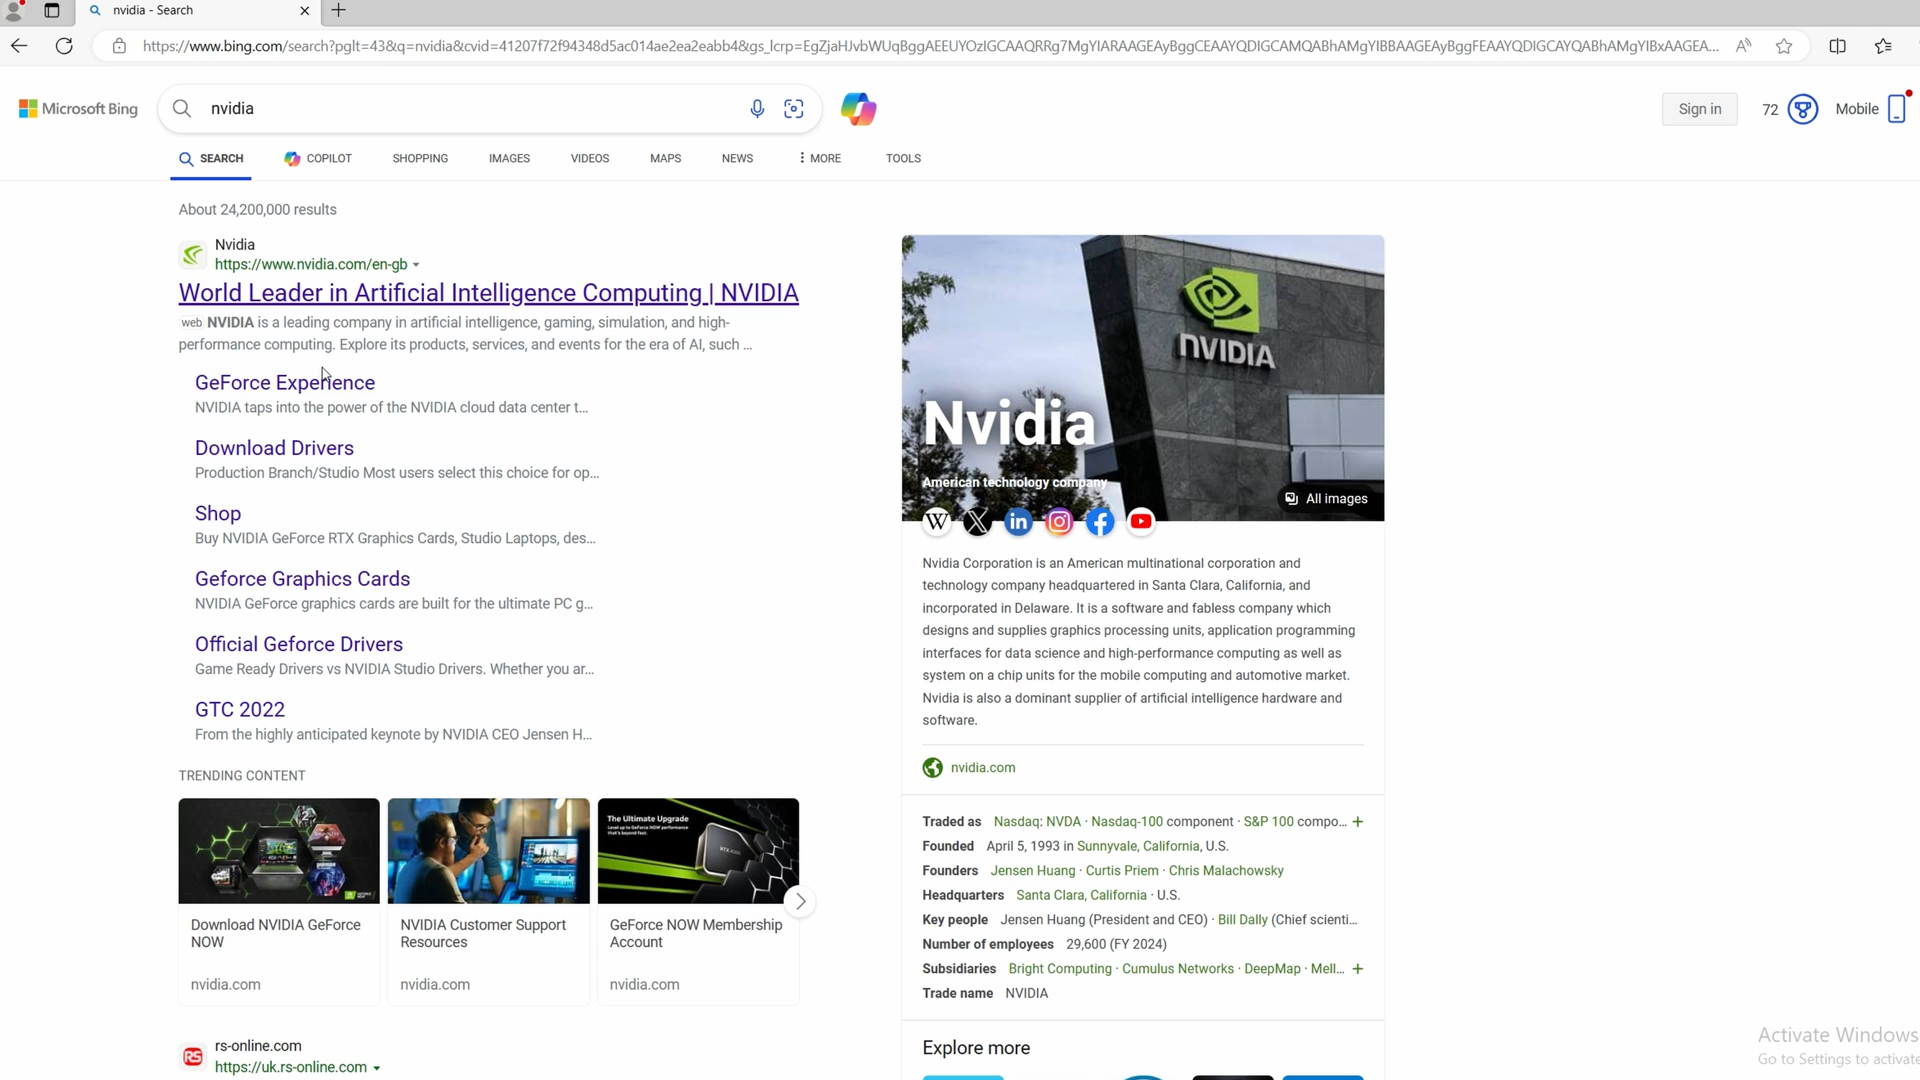 nvidia - Search
https://www.bing.com/search?pglt=43&q=nvidia&cvid=41207f72f94348d5ac014ae2ea2eabb4&gs_lcrp=EgZjaHJvbWUqBggAEEUYOzIGCAAQRRg7MgYIARAAGEAyBggCEAAYQDIGCAMQABhAMgYIBBAAGEAyBggFEAAYQDIGCAYQABhAMgYIBxAAGEA...
Microsoft Bing
nvidia
Sign in
72
Mobile
SEARCH
COPILOT
SHOPPING
IMAGES
VIDEOS
MAPS
NEWS
MORE
TOOLS
About 24,200,000 results
Nvidia
https://www.nvidia.com/en-gb
World Leader in Artificial Intelligence Computing | NVIDIA
web NVIDIA is a leading company in artificial intelligence, gaming, simulation, and high-
performance computing. Explore its products, services, and events for the era of AI, such ...
GeForce Experience
NVIDIA taps into the power of the NVIDIA cloud data center t...
Download Drivers
Production Branch/Studio Most users select this choice for op...
Shop
Buy NVIDIA GeForce RTX Graphics Cards, Studio Laptops, des...
Geforce Graphics Cards
NVIDIA GeForce graphics cards are built for the ultimate PC g...
Official Geforce Drivers
Game Ready Drivers vs NVIDIA Studio Drivers. Whether you ar...
GTC 2022
From the highly anticipated keynote by NVIDIA CEO Jensen H...
TRENDING CONTENT
The Ultimate Upgrade
Download NVIDIA GeForce
NOW
nvidia.com
NVIDIA Customer Support
Resources
nvidia.com
GeForce NOW Membership
Account
nvidia.com
RS
rs-online.com
https://uk.rs-online.com
NVIDIA
Nvidia
American technology company
All images
Nvidia Corporation is an American multinational corporation and
technology company headquartered in Santa Clara, California, and
incorporated in Delaware. It is a software and fabless company which
designs and supplies graphics processing units, application programming
interfaces for data science and high-performance computing as well as
system on a chip units for the mobile computing and automotive market.
Nvidia is also a dominant supplier of artificial intelligence hardware and
software.
nvidia.com
Traded as Nasdaq: NVDA · Nasdaq-100 component · S&P 100 compo...
Founded April 5, 1993 in Sunnyvale, California, U.S.
Founders Jensen Huang · Curtis Priem · Chris Malachowsky
Headquarters Santa Clara, California · U.S.
Key people Jensen Huang (President and CEO) · Bill Dally (Chief scienti...
Number of employees 29,600 (FY 2024)
Subsidiaries Bright Computing · Cumulus Networks · DeepMap · Mell...
Trade name NVIDIA
Explore more
Activate Windows
Go to Settings to activate